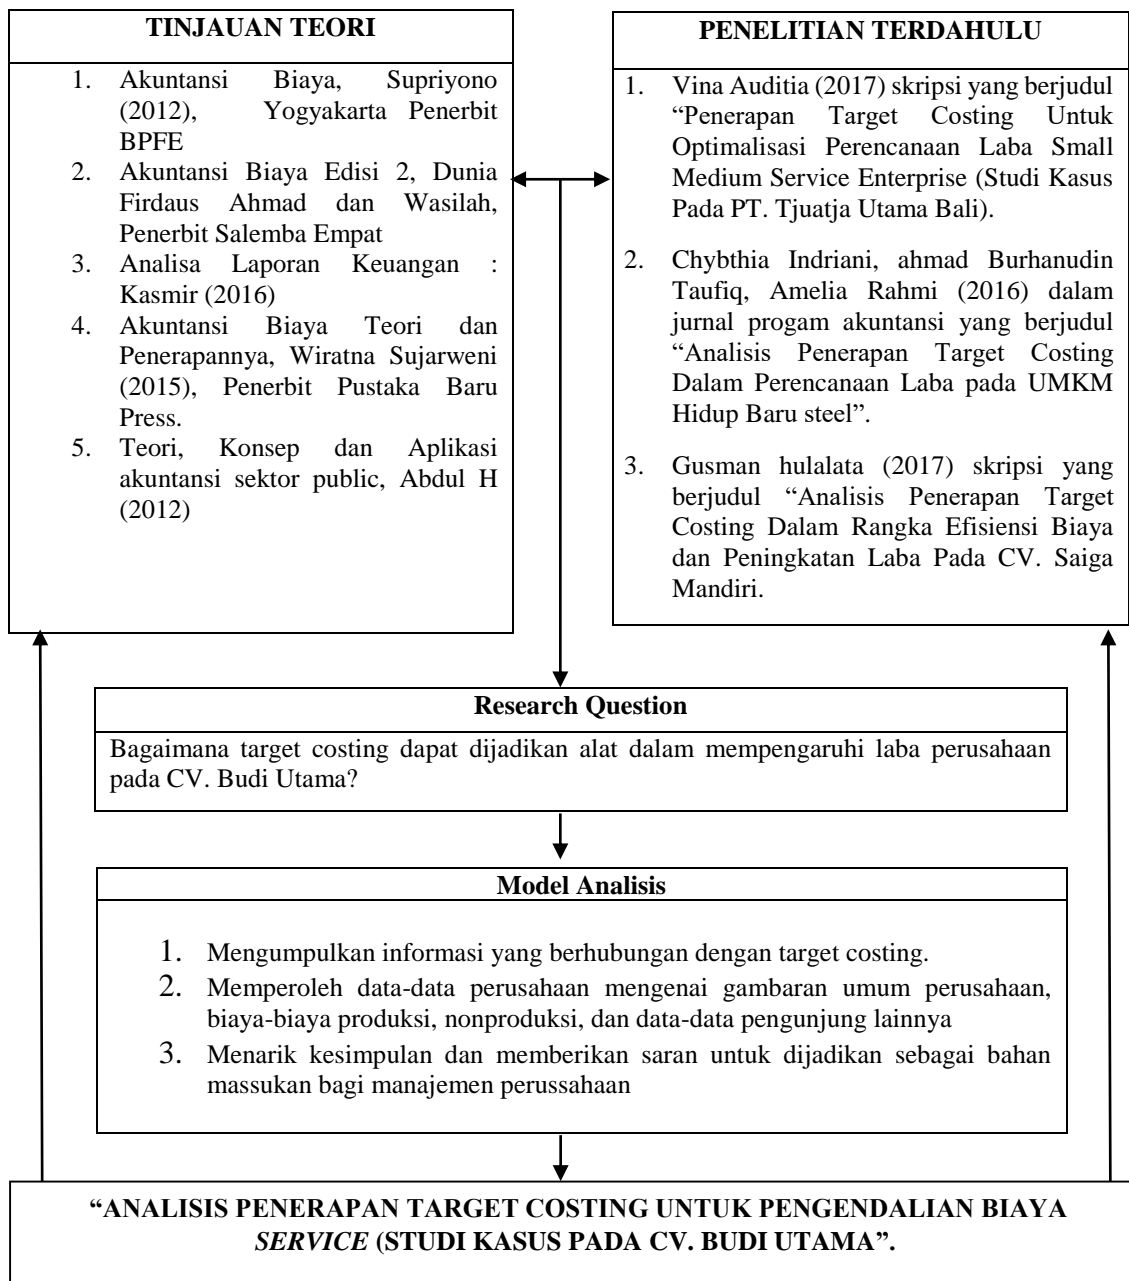 TINJAUAN TEORI
1. Akuntansi Biaya, Supriyono
(2012), Yogyakarta Penerbit
BPFE
2. Akuntansi Biaya Edisi 2, Dunia
Firdaus Ahmad dan Wasilah,
Penerbit Salemba Empat
3. Analisa Laporan Keuangan :
Kasmir (2016)
4. Akuntansi Biaya Teori dan
Penerapannya, Wiratna Sujarweni
(2015), Penerbit Pustaka Baru
Press.
5. Teori, Konsep dan Aplikasi
akuntansi sektor public, Abdul H
(2012)
PENELITIAN TERDAHULU
1. Vina Auditia (2017) skripsi yang berjudul
“Penerapan Target Costing Untuk
Optimalisasi Perencanaan Laba Small
Medium Service Enterprise (Studi Kasus
Pada PT. Tjuatja Utama Bali).
2. Chybthia Indriani, ahmad Burhanudin
Taufiq, Amelia Rahmi (2016) dalam
jurnal progam akuntansi yang berjudul
“Analisis Penerapan Target Costing
Dalam Perencanaan Laba pada UMKM
Hidup Baru steel”.
3. Gusman hulalata (2017) skripsi yang
berjudul “Analisis Penerapan Target
Costing Dalam Rangka Efisiensi Biaya
dan Peningkatan Laba Pada CV. Saiga
Mandiri.
Research Question
Bagaimana target costing dapat dijadikan alat dalam mempengaruhi laba perusahaan
pada CV. Budi Utama?
Model Analisis
1. Mengumpulkan informasi yang berhubungan dengan target costing.
2. Memperoleh data-data perusahaan mengenai gambaran umum perusahaan,
biaya-biaya produksi, nonproduksi, dan data-data pengunjung lainnya
3. Menarik kesimpulan dan memberikan saran untuk dijadikan sebagai bahan
massukan bagi manajemen perussahaan
“ANALISIS PENERAPAN TARGET COSTING UNTUK PENGENDALIAN BIAYA
SERVICE (STUDI KASUS PADA CV. BUDI UTAMA”.